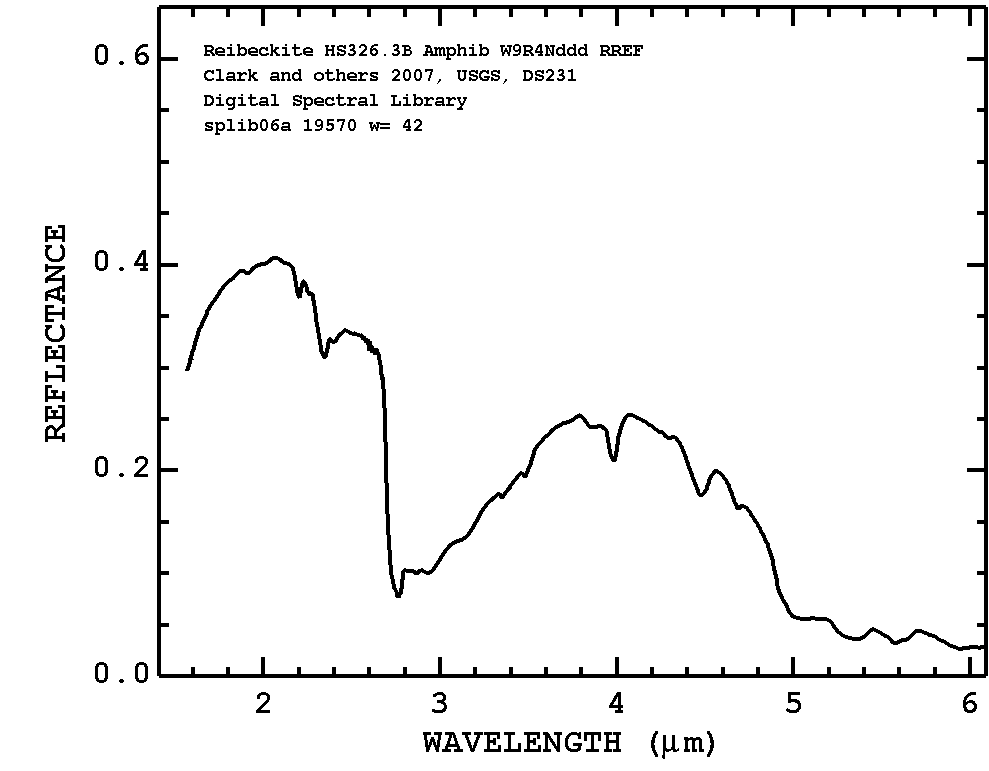 Reibeckite HS326.3B Amphib W9R4Nddd RREF
Clark and others 2007, USGS, DS231
Digital Spectral Library
splib06a 19570 w= 42
0.6
0.4
0.2
0.0
REFLECTANCE
2 3 4 5 6
WAVELENGTH (μm)